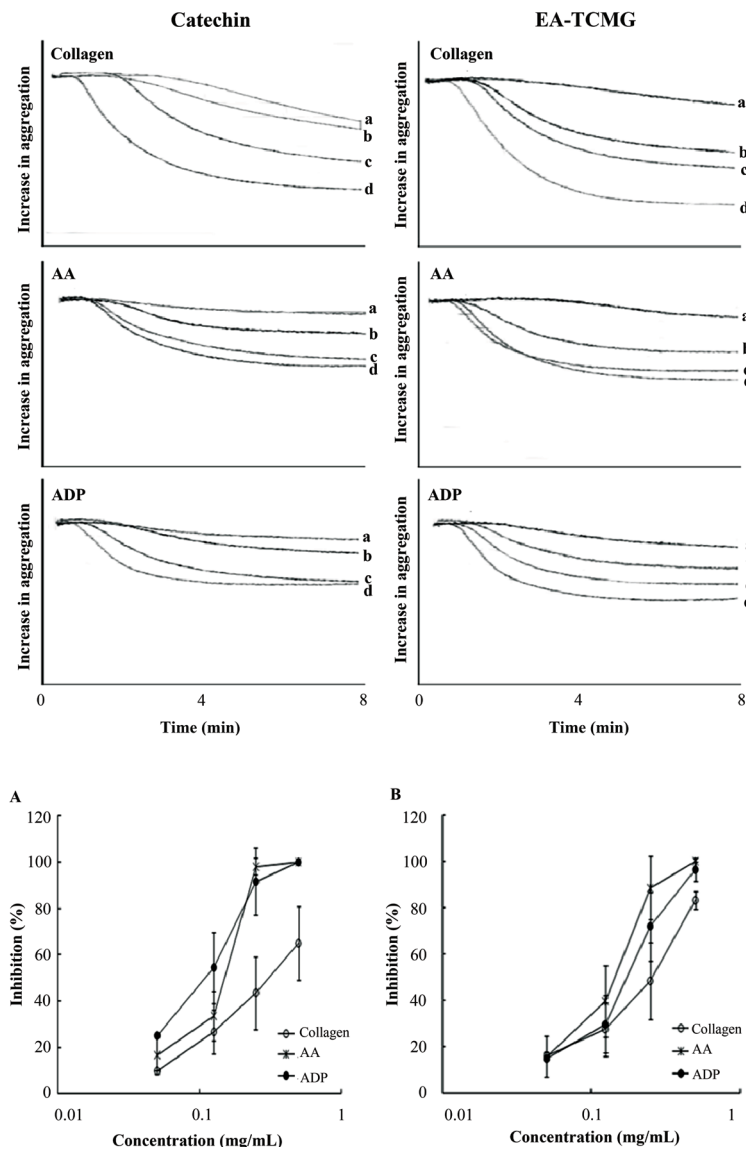 Catechin
EA-TCMG
Collagen
Increase in aggregation
a
b
c
d
Collagen
Increase in aggregation
a
b
c
d
AA
Increase in aggregation
a
b
c
d
AA
Increase in aggregation
a
ADP
Increase in aggregation
a
b
c
d
ADP
Increase in aggregation
0
4
8
Time (min)
0
4
8
Time (min)
A
Inhibition (%)
120
100
80
60
40
20
0
Collagen
AA
ADP
0.01
0.1
1
Concentration (mg/mL)
B
Inhibition (%)
120
100
80
60
40
20
0
Collagen
AA
ADP
0.01
0.1
1
Concentration (mg/mL)